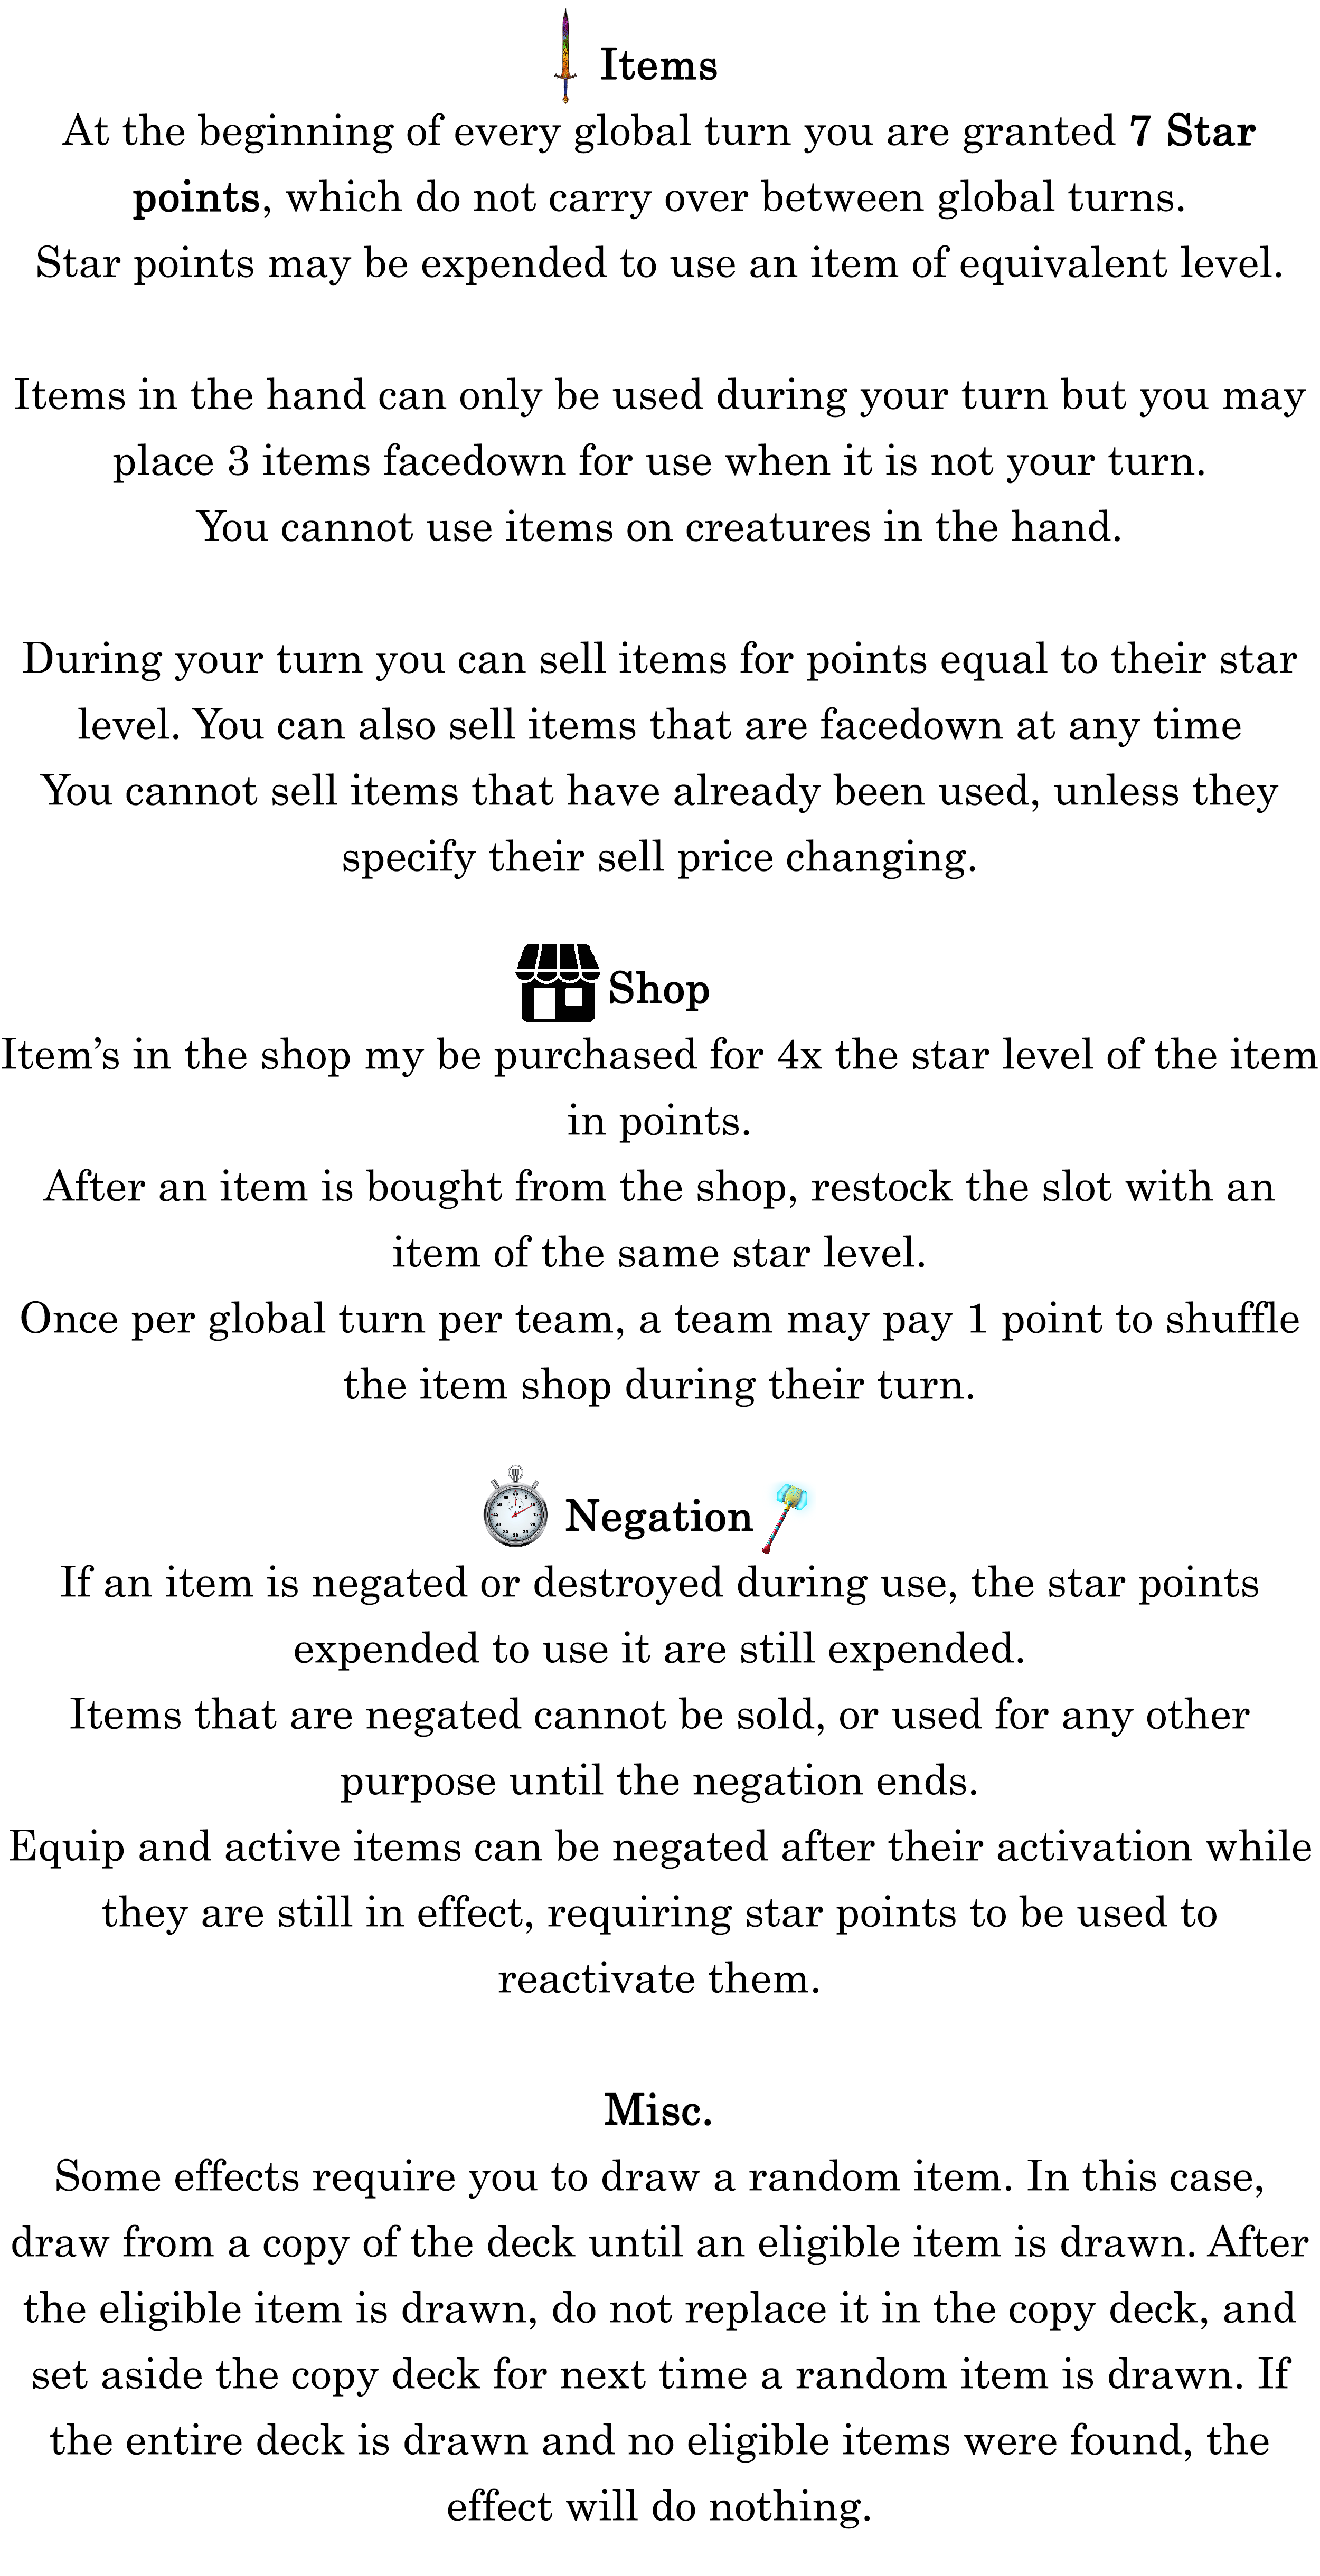 Items
At the beginning of every global turn you are granted 7 Star
points, which do not carry over between global turns.
Star points may be expended to use an item of equivalent level.
Items in the hand can only be used during your turn but you may
place 3 items facedown for use when it is not your turn.
You cannot use items on creatures in the hand.
During your turn you can sell items for points equal to their star
level. You can also sell items that are facedown at any time
You cannot sell items that have already been used, unless they
specify their sell price changing.
Shop
Item’s in the shop my be purchased for 4x the star level of the item
in points.
After an item is bought from the shop, restock the slot with an
item of the same star level.
Once per global turn per team, a team may pay 1 point to shuffle
the item shop during their turn.
Negation
If an item is negated or destroyed during use, the star points
expended to use it are still expended.
Items that are negated cannot be sold, or used for any other
purpose until the negation ends.
Equip and active items can be negated after their activation while
they are still in effect, requiring star points to be used to
reactivate them.
Misc.
Some effects require you to draw a random item. In this case,
draw from a copy of the deck until an eligible item is drawn. After
the eligible item is drawn, do not replace it in the copy deck, and
set aside the copy deck for next time a random item is drawn. If
the entire deck is drawn and no eligible items were found, the
effect will do nothing.